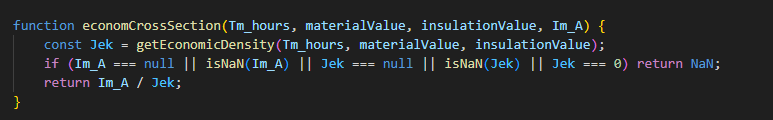 function economCrossSection(Tm_hours, materialValue, insulationValue, Im_A) {
    const Jek = getEconomicDensity(Tm_hours, materialValue, insulationValue);
    if (Im_A === null || isNaN(Im_A) || Jek === null || isNaN(Jek) || Jek === 0) return NaN;
    return Im_A / Jek;
}